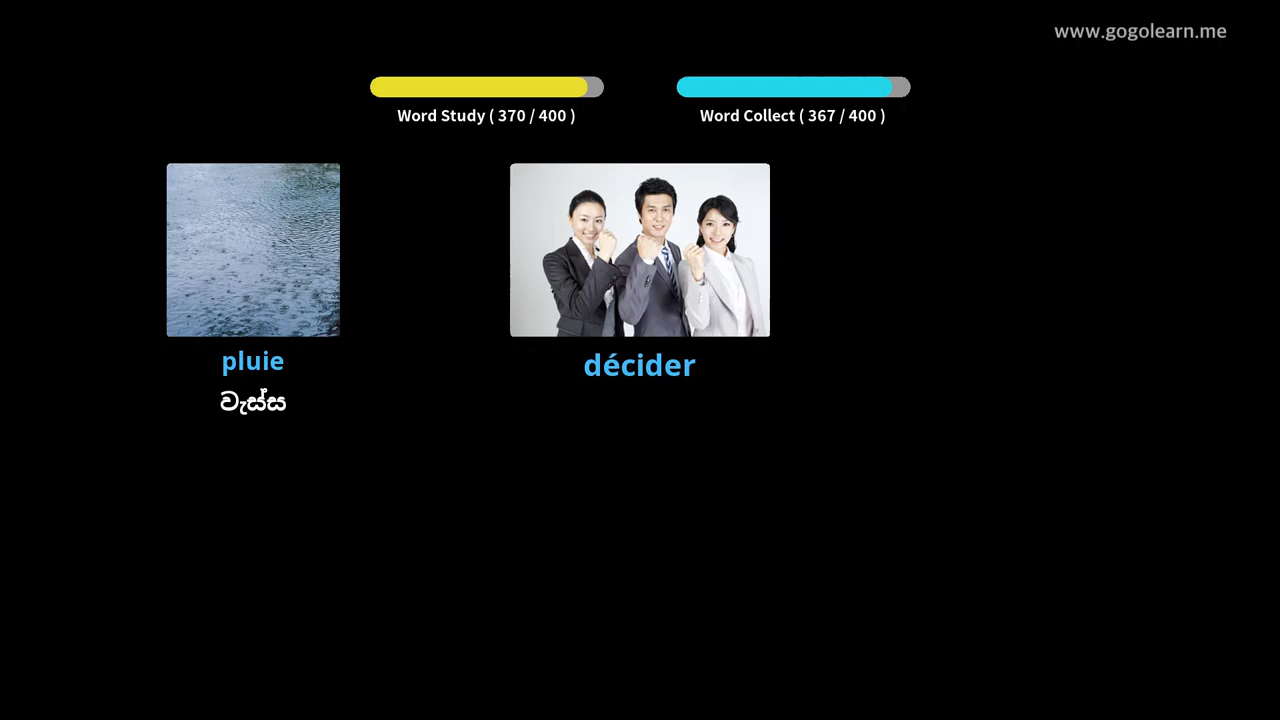 www.gogolearn.me
Word Study ( 370 / 400 )
Word Collect ( 367 / 400 )
pluie
වැස්ස
décider